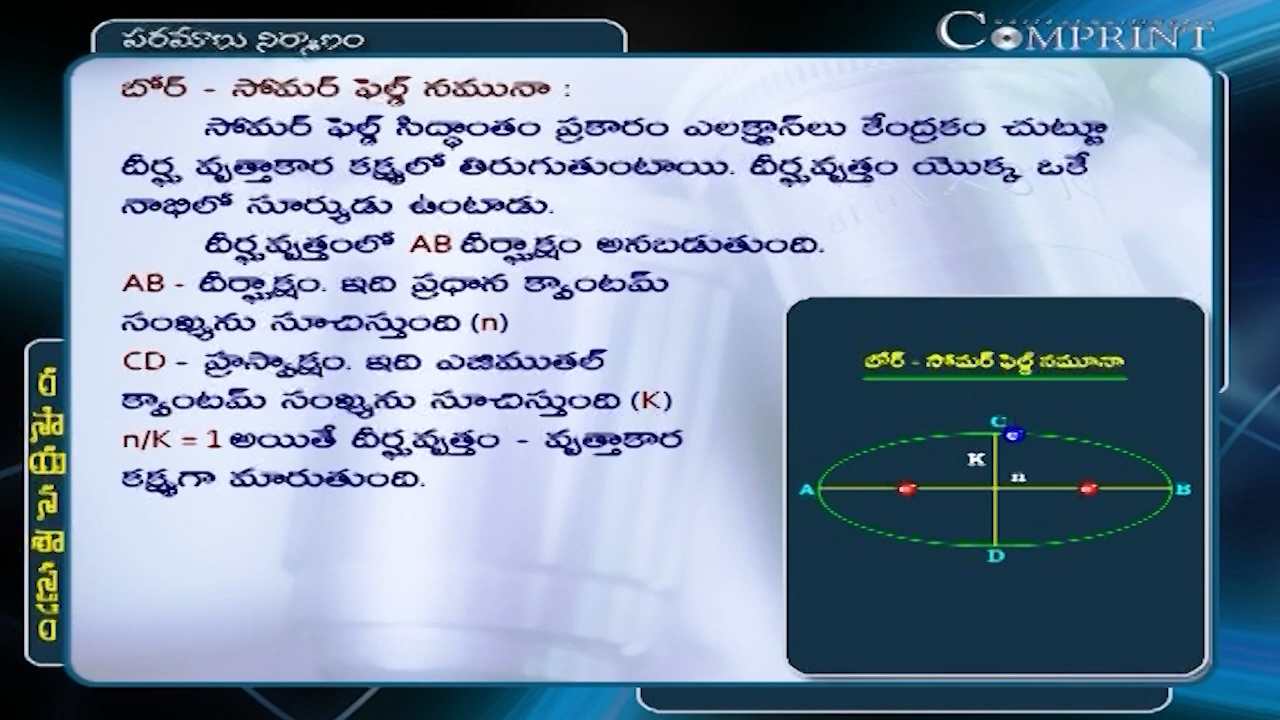 పరమాణు నిర్మాణం
COMPRINT
బోర్ - సోమర్ ఫెల్డ్ నమునా :
సోమర్ ఫెల్డ్ సిద్ధాంతం ప్రకారం ఎలక్ట్రాన్‌లు కేంద్రకం చుట్టూ
దీర్ఘ వృత్తాకార కక్ష్యలో తిరుగుతుంటాయి. దీర్ఘవృత్తం యొక్క ఒకే
నాభిలో సూర్యుడు ఉంటాడు.
దీర్ఘవృత్తంలో AB దీర్ఘాక్షం అనబడుతుంది.
AB - దీర్ఘాక్షం. ఇది ప్రధాన క్వాంటమ్
సంఖ్యను సూచిస్తుంది (n)
CD - హ్రస్వాక్షం. ఇది ఎజిముతల్
క్వాంటమ్ సంఖ్యను సూచిస్తుంది (K)
n/K = 1 అయితే దీర్ఘవృత్తం - వృత్తాకార
కక్ష్యగా మారుతుంది.
బోర్ - సోమర్ ఫెల్డ్ నమూనా
C
K
n
A
B
D
రసాయన శాస్త్రం